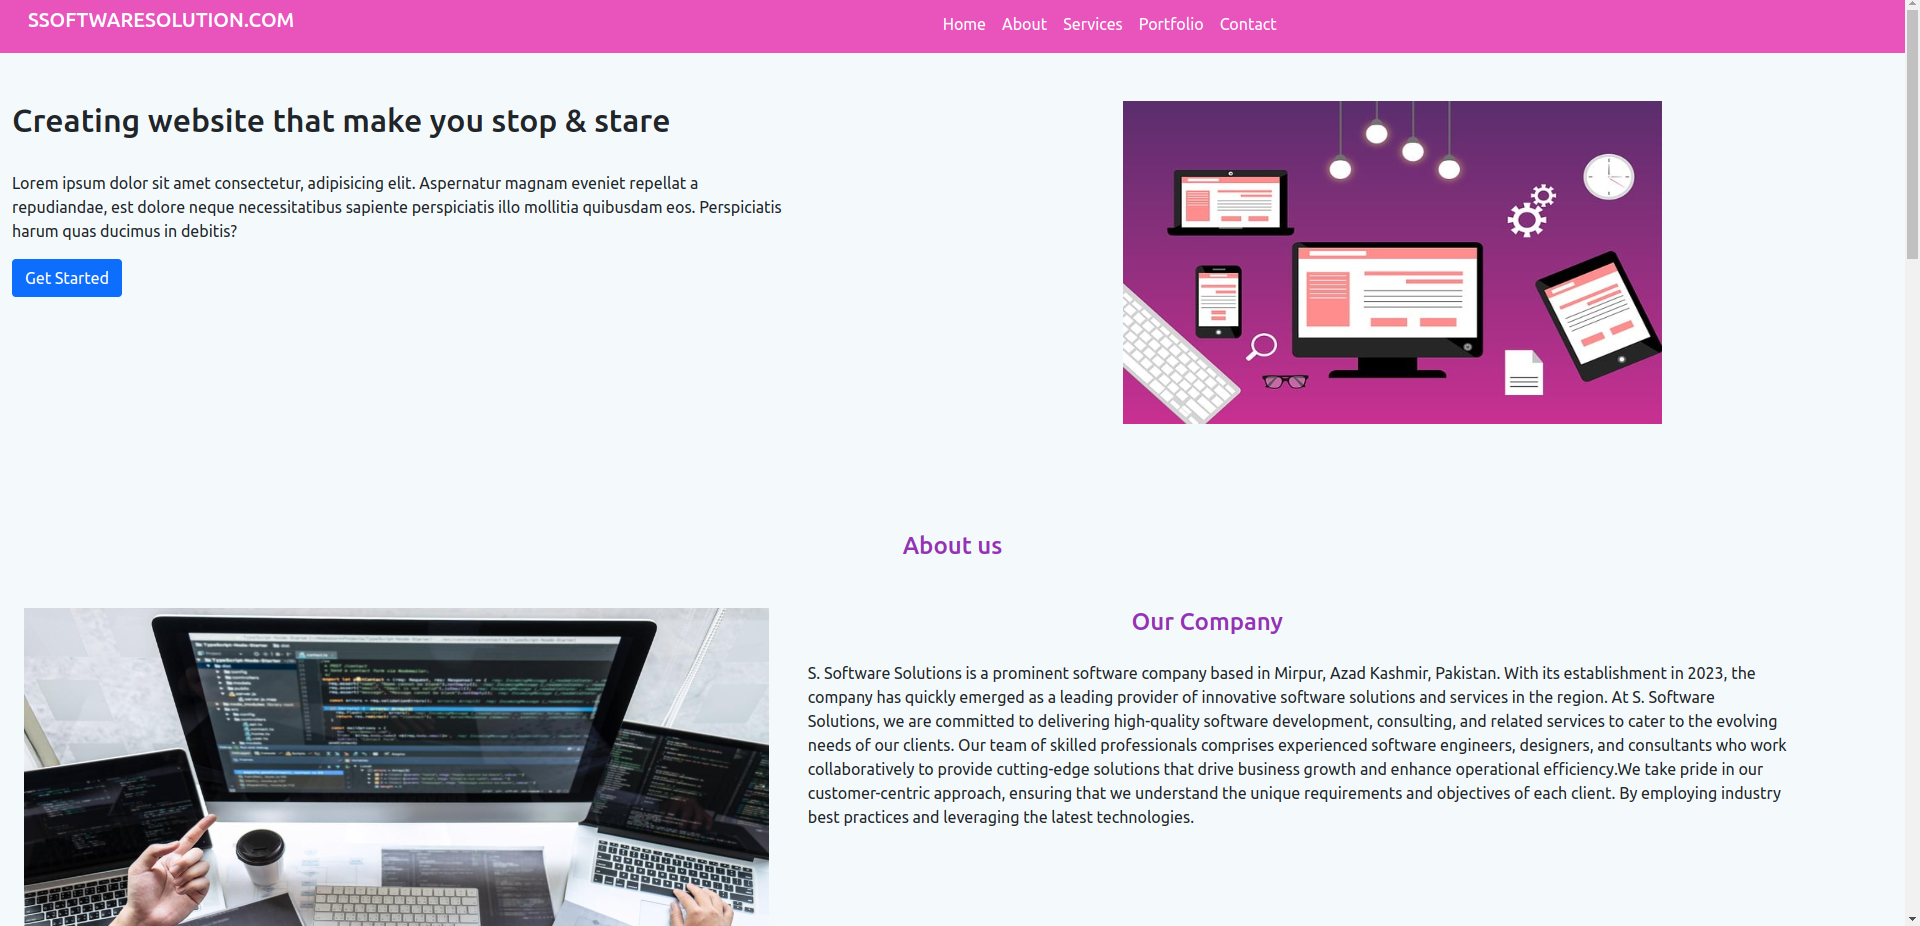 SSOFTWARESOLUTION.COM
Home About Services Portfolio Contact
Creating website that make you stop & stare
Lorem ipsum dolor sit amet consectetur, adipisicing elit. Aspernatur magnam eveniet repellat a
repudiandae, est dolore neque necessitatibus sapiente perspiciatis illo mollitia quibusdam eos. Perspiciatis
harum quas ducimus in debitis?
Get Started
About us
Our Company
S. Software Solutions is a prominent software company based in Mirpur, Azad Kashmir, Pakistan. With its establishment in 2023, the
company has quickly emerged as a leading provider of innovative software solutions and services in the region. At S. Software
Solutions, we are committed to delivering high-quality software development, consulting, and related services to cater to the evolving
needs of our clients. Our team of skilled professionals comprises experienced software engineers, designers, and consultants who work
collaboratively to provide cutting-edge solutions that drive business growth and enhance operational efficiency.We take pride in our
customer-centric approach, ensuring that we understand the unique requirements and objectives of each client. By employing industry
best practices and leveraging the latest technologies.